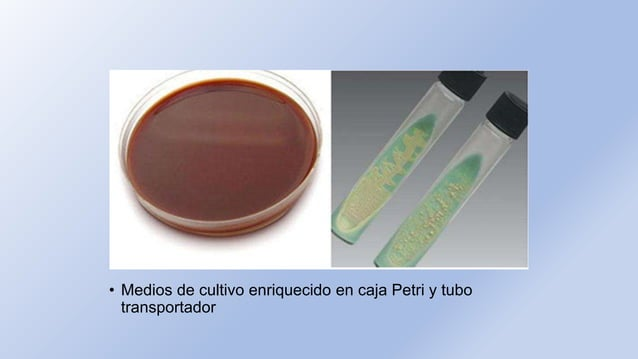 • Medios de cultivo enriquecido en caja Petri y tubo
transportador